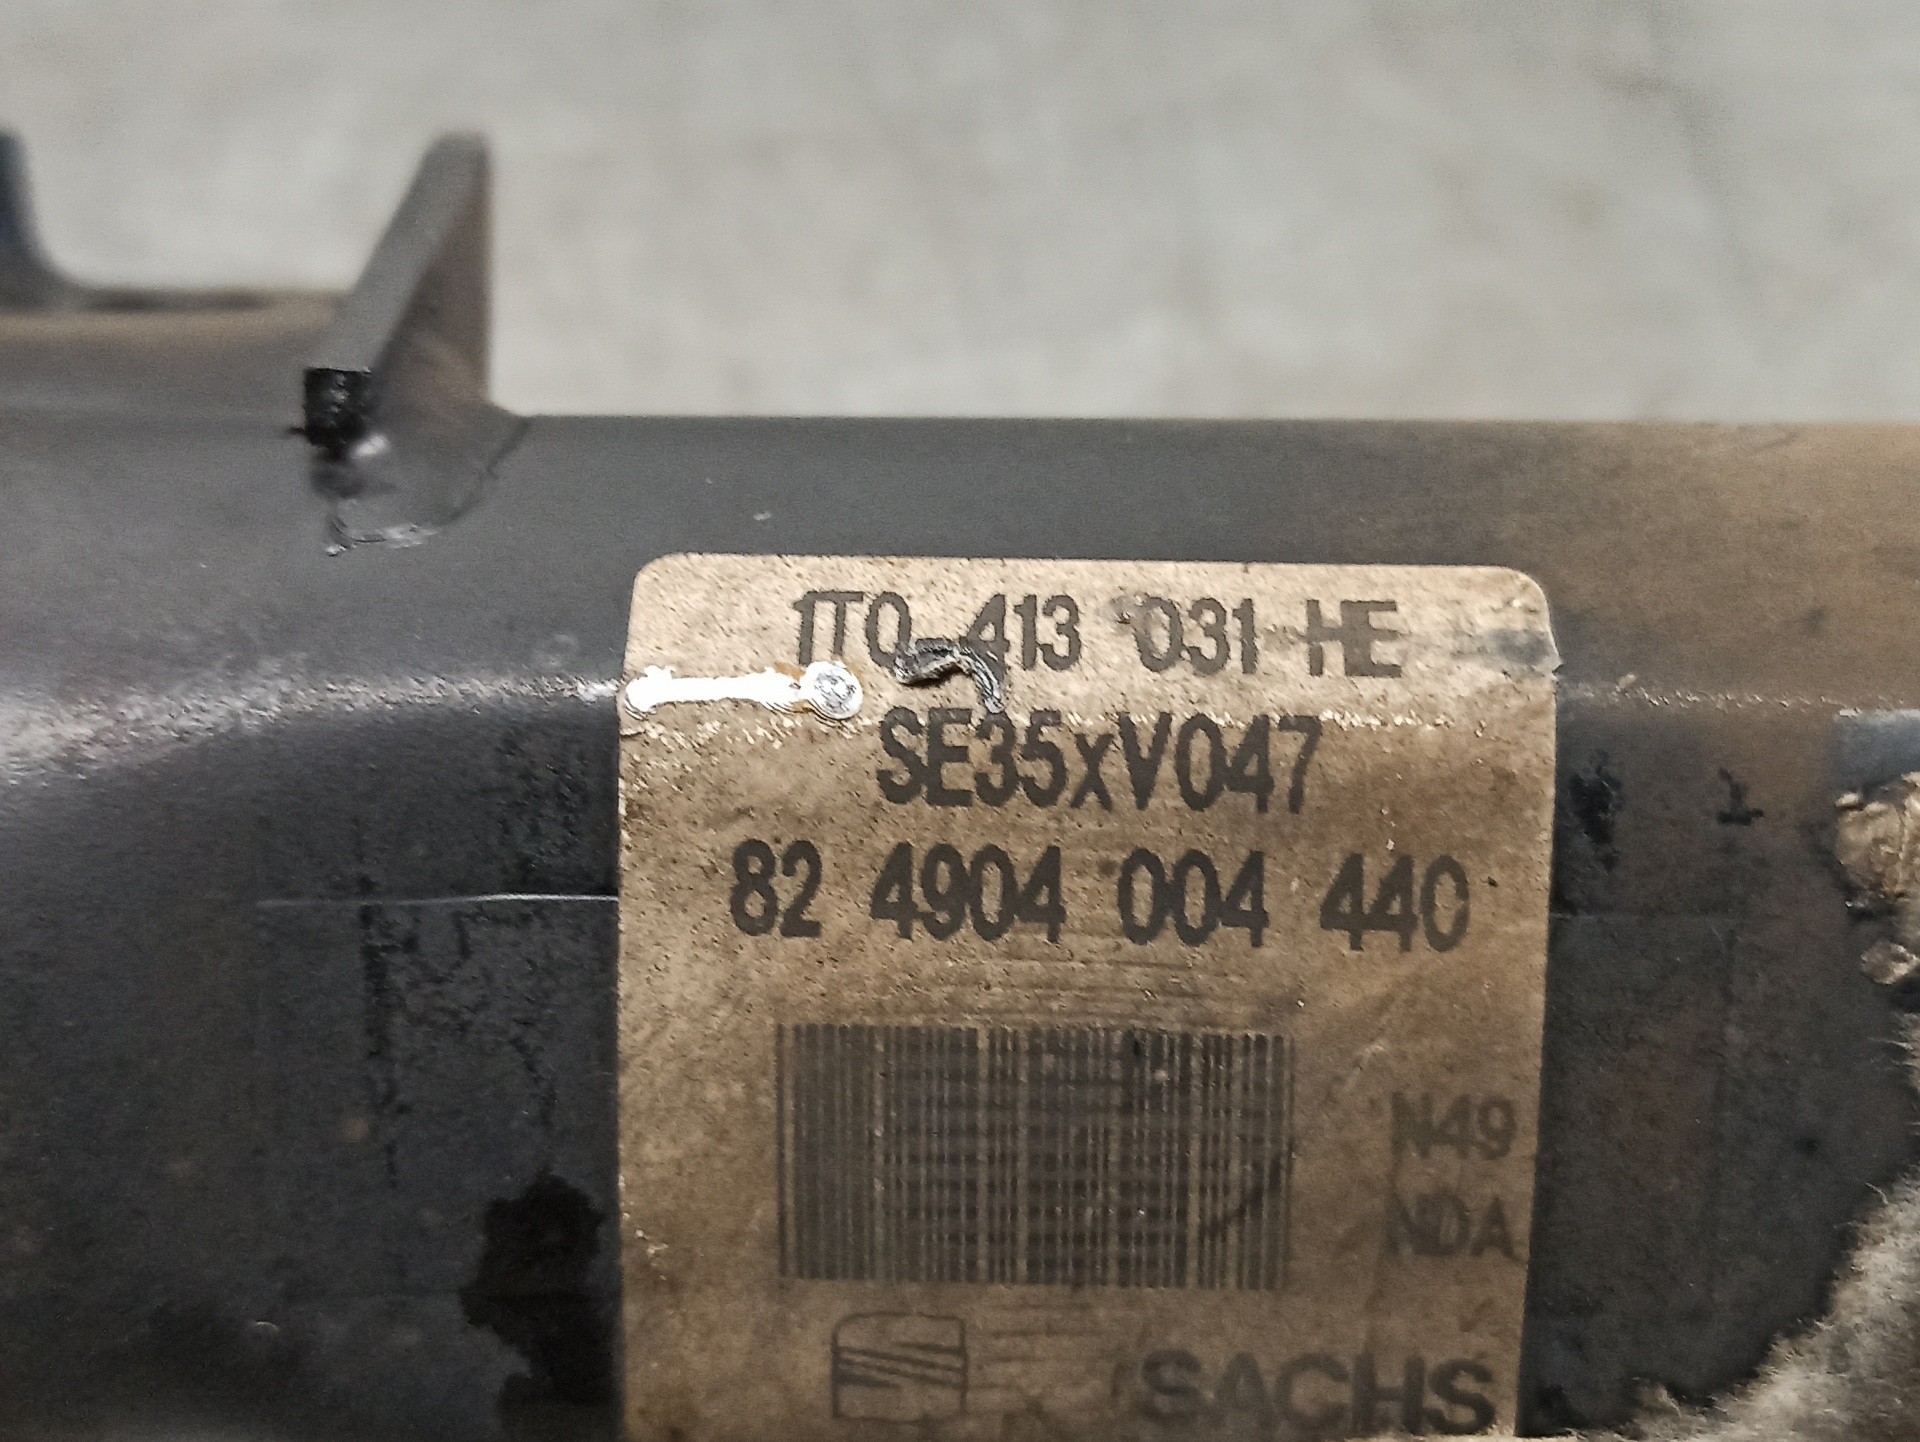 1T0 413 031 HE
SE35xV047
82 4904 004 440
N49
NDA
SACHS